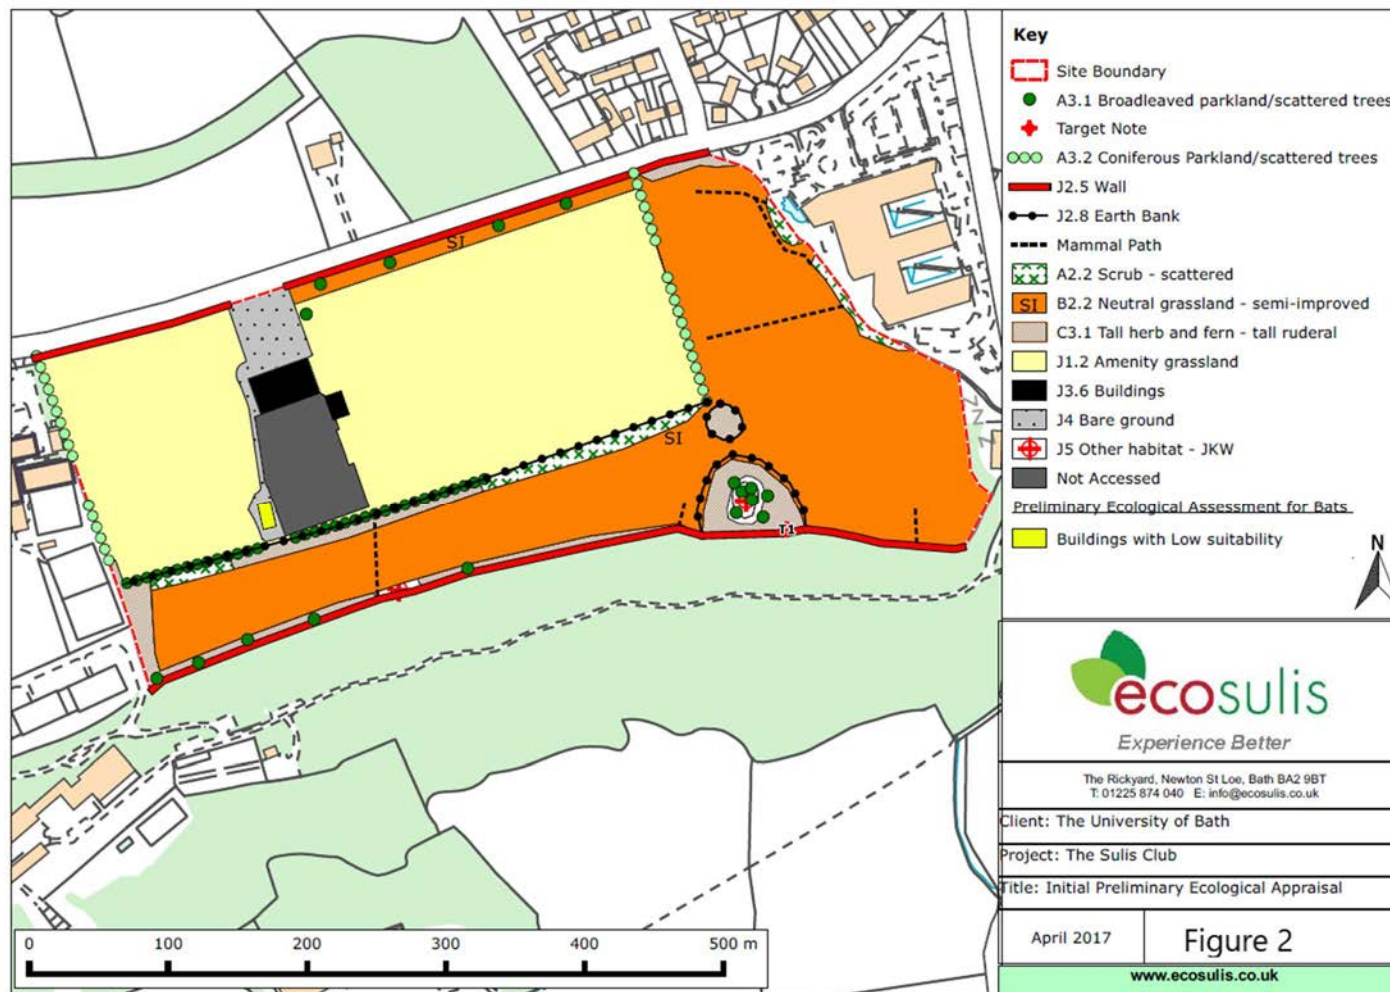 Key
Site Boundary
A3.1 Broadleaved parkland/scattered trees
Target Note
A3.2 Coniferous Parkland/scattered trees
J2.5 Wall
J2.8 Earth Bank
Mammal Path
A2.2 Scrub - scattered
SI B2.2 Neutral grassland - semi-improved
C3.1 Tall herb and fern - tall ruderal
J1.2 Amenity grassland
J3.6 Buildings
J4 Bare ground
J5 Other habitat - JKW
Not Accessed
Preliminary Ecological Assessment for Bats
Buildings with Low suitability
N
SI
SI
T1
ecosulis
Experience Better
The Rickyard, Newton St Loe, Bath BA2 9BT
T: 01225 874 040 E: info@ecosulis.co.uk
Client: The University of Bath
Project: The Sulis Club
Title: Initial Preliminary Ecological Appraisal
April 2017
Figure 2
www.ecosulis.co.uk
0 100 200 300 400 500 m